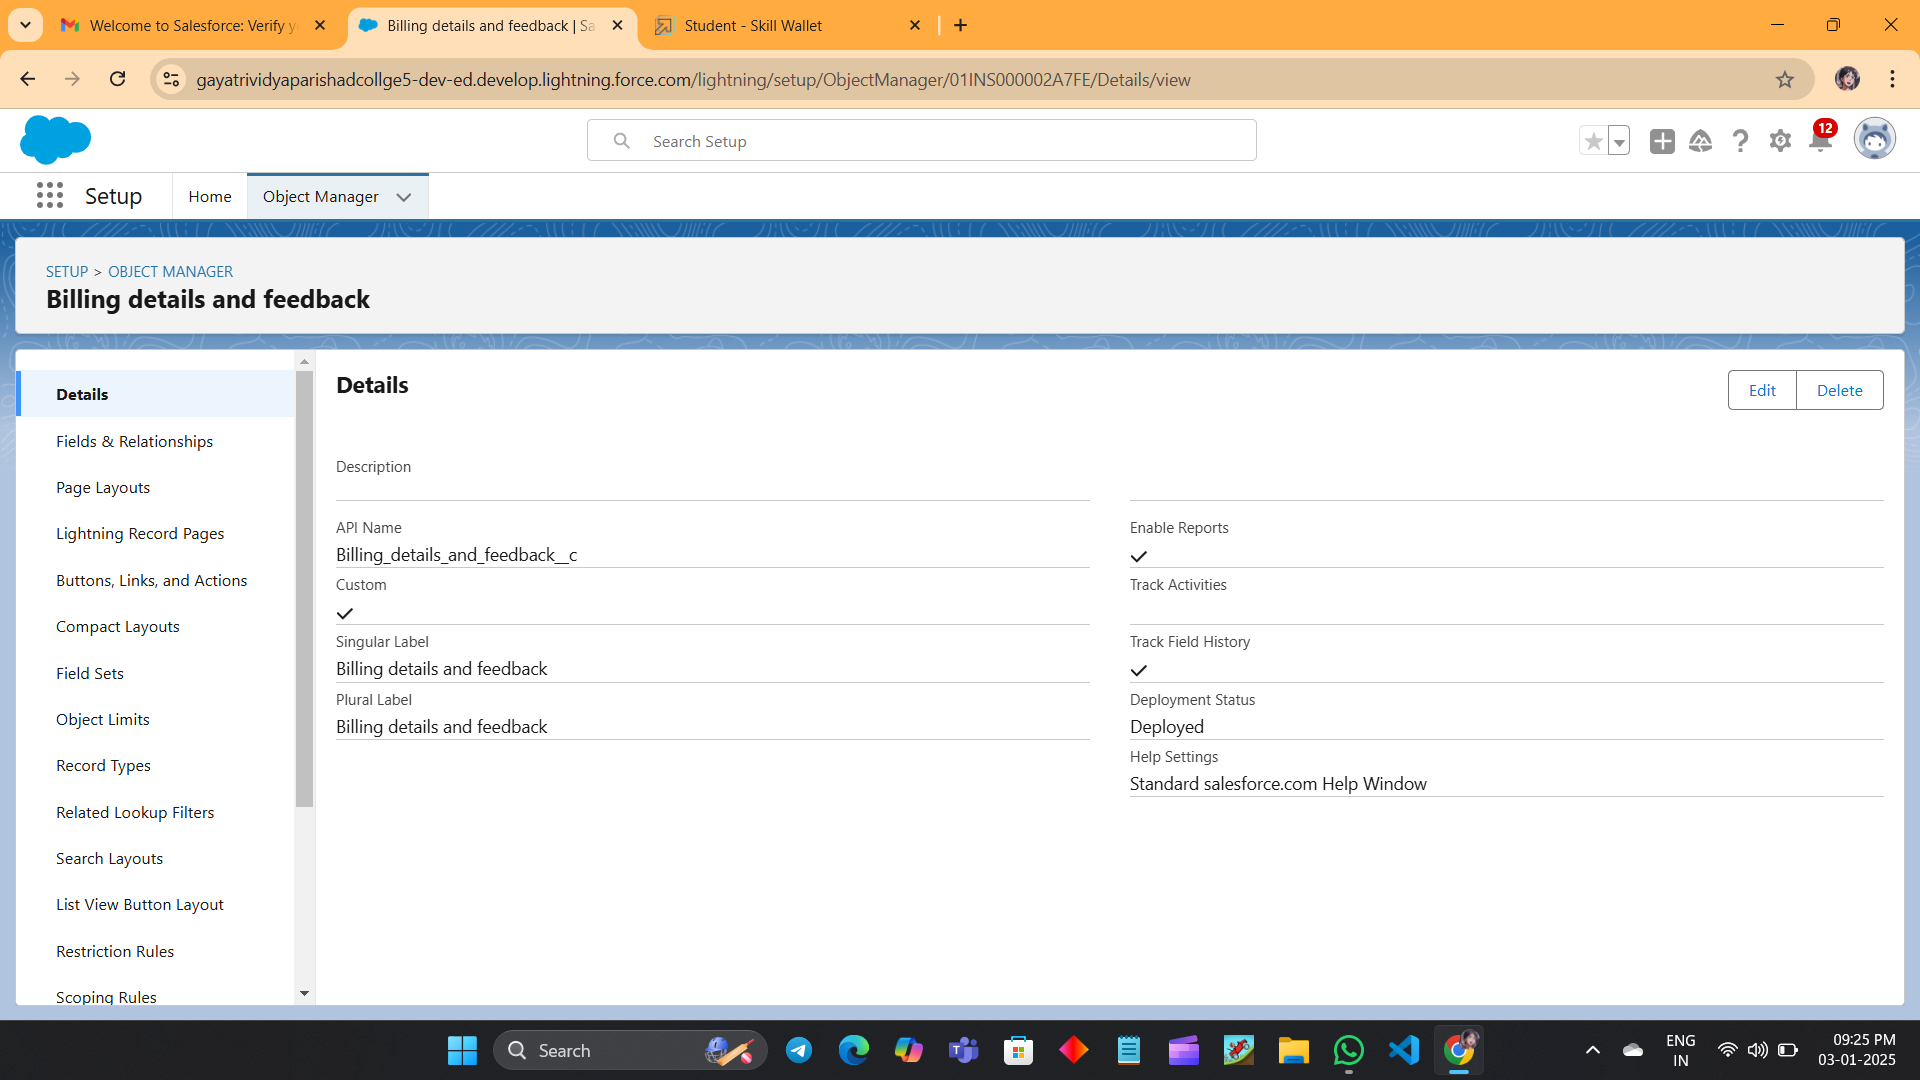 Welcome to Salesforce: Verify y
Billing details and feedback | Sa
Student - Skill Wallet
gayatrividyaparishadcollge5-dev-ed.develop.lightning.force.com/lightning/setup/ObjectManager/01INS000002A7FE/Details/view
Search Setup
12
Setup
Home
Object Manager
SETUP > OBJECT MANAGER
Billing details and feedback
Details
Fields & Relationships
Page Layouts
Lightning Record Pages
Buttons, Links, and Actions
Compact Layouts
Field Sets
Object Limits
Record Types
Related Lookup Filters
Search Layouts
List View Button Layout
Restriction Rules
Scoping Rules
Details
Edit
Delete
Description
API Name
Billing_details_and_feedback__c
Custom
Singular Label
Billing details and feedback
Plural Label
Billing details and feedback
Enable Reports
Track Activities
Track Field History
Deployment Status
Deployed
Help Settings
Standard salesforce.com Help Window
Search
ENG
IN
09:25 PM
03-01-2025